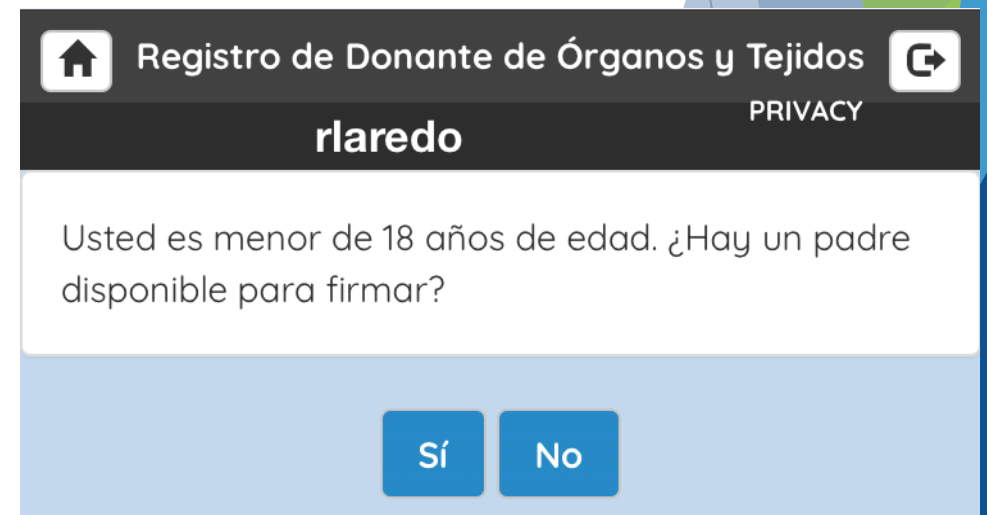 Registro de Donante de Órganos y Tejidos
PRIVACY
rlaredo
Usted es menor de 18 años de edad. ¿Hay un padre
disponible para firmar?
Sí
No